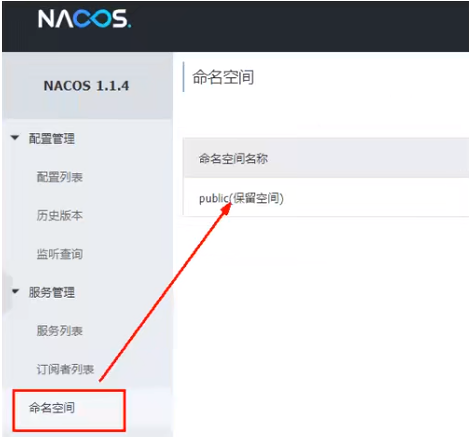 NACOS.
NACOS 1.1.4
配置管理
配置列表
历史版本
监听查询
服务管理
服务列表
订阅者列表
命名空间
命名空间
命名空间名称
public(保留空间)